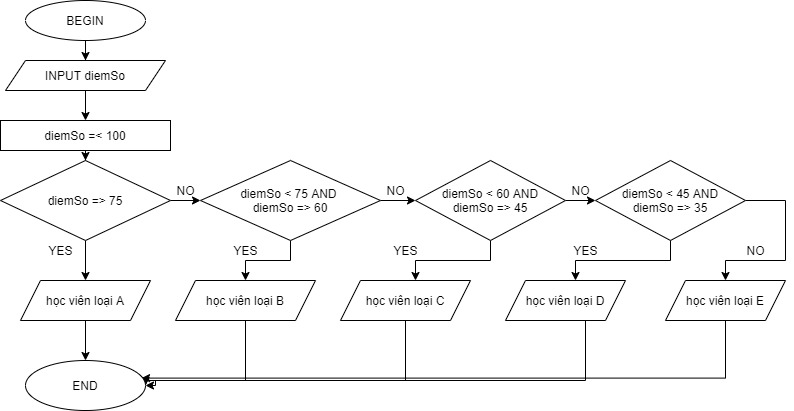 BEGIN
INPUT diemSo
diemSo =< 100
diemSo => 75
NO
diemSo < 75 AND
diemSo => 60
NO
diemSo < 60 AND
diemSo => 45
NO
diemSo < 45 AND
diemSo => 35
YES
YES
YES
YES
NO
học viên loại A
học viên loại B
học viên loại C
học viên loại D
học viên loại E
END